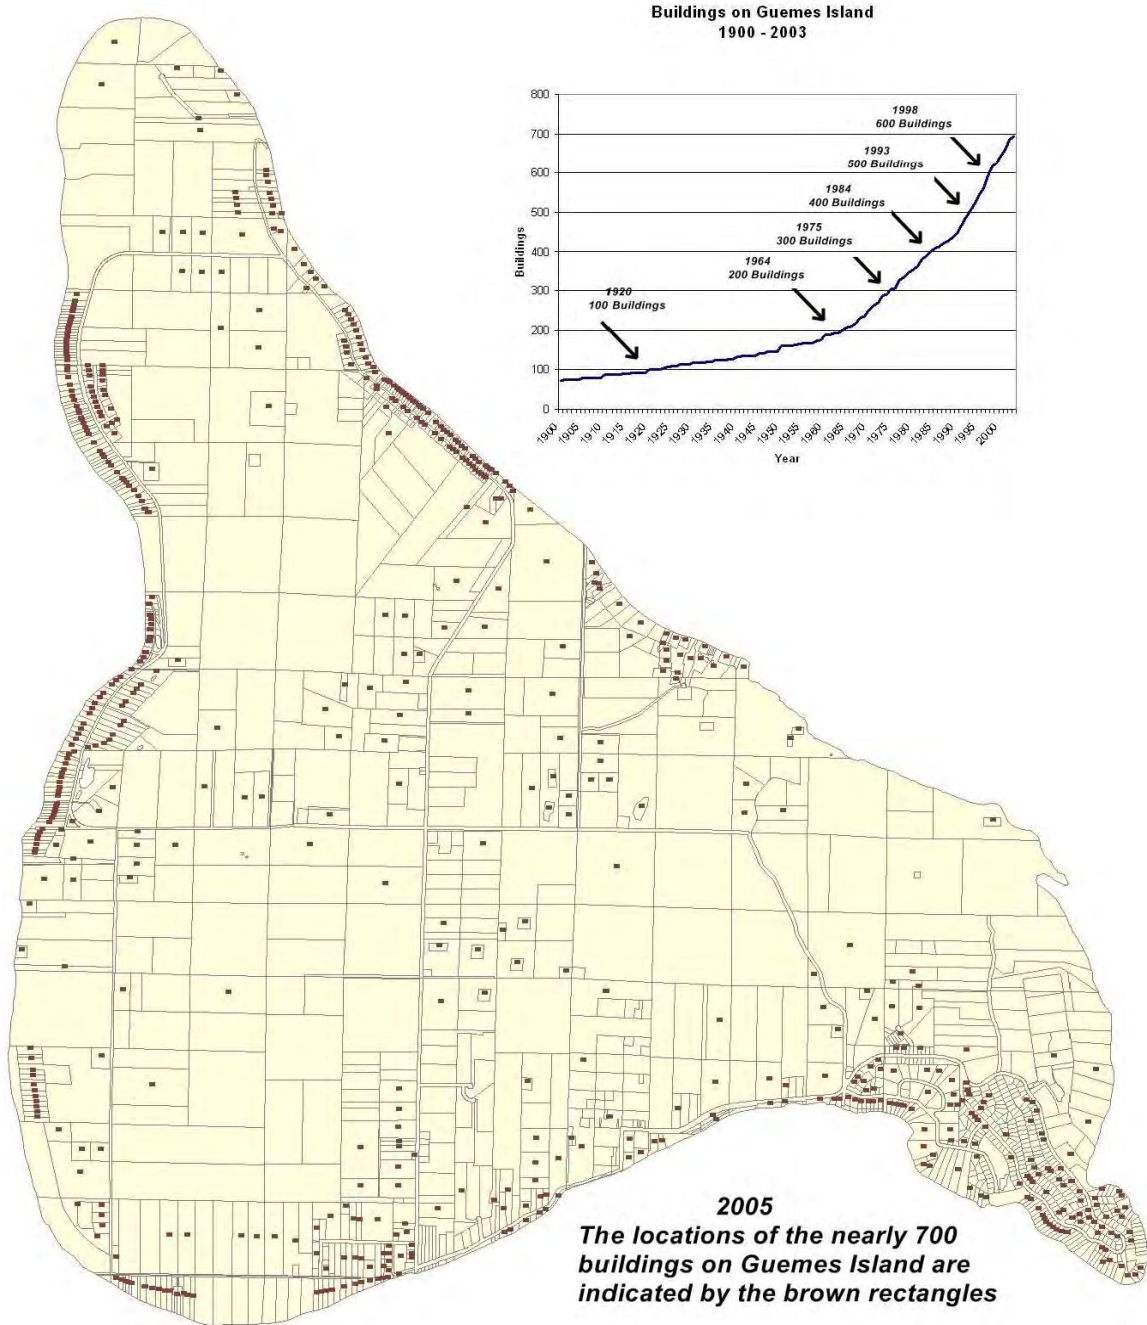 Buildings on Guemes Island
1900 - 2003
800
700
600
500
400
300
200
100
0
Buildings
1998
600 Buildings
1993
500 Buildings
1984
400 Buildings
1975
300 Buildings
1964
200 Buildings
1920
100 Buildings
1900
1905
1910
1915
1920
1925
1930
1935
1940
1945
1950
1955
1960
1965
1970
1975
1980
1985
1990
1995
2000
Year
2005
The locations of the nearly 700
buildings on Guemes Island are
indicated by the brown rectangles